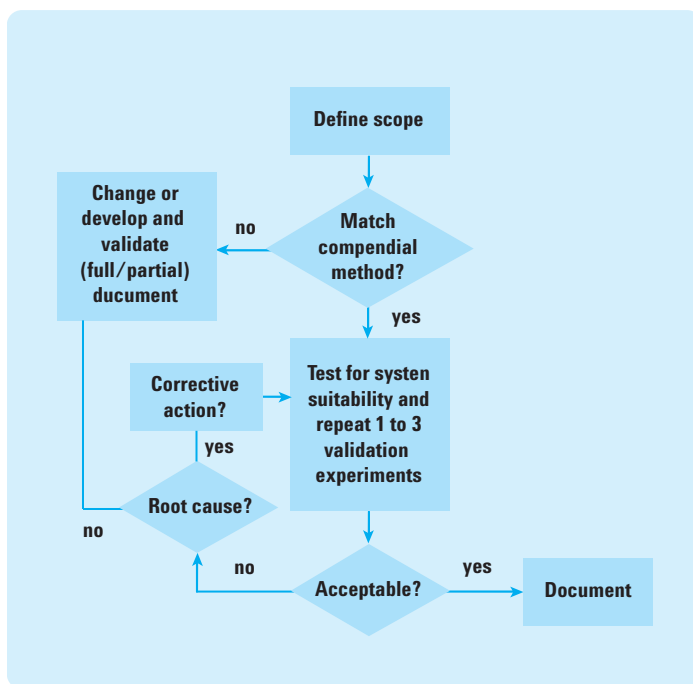 Define scope
Match
compendial
method?
no
Change or
develop and
validate
(full/partial)
ducument
yes
Test for systen
suitability and
repeat 1 to 3
validation
experiments
Corrective
action?
yes
Root cause?
no
no
Acceptable?
yes
Document